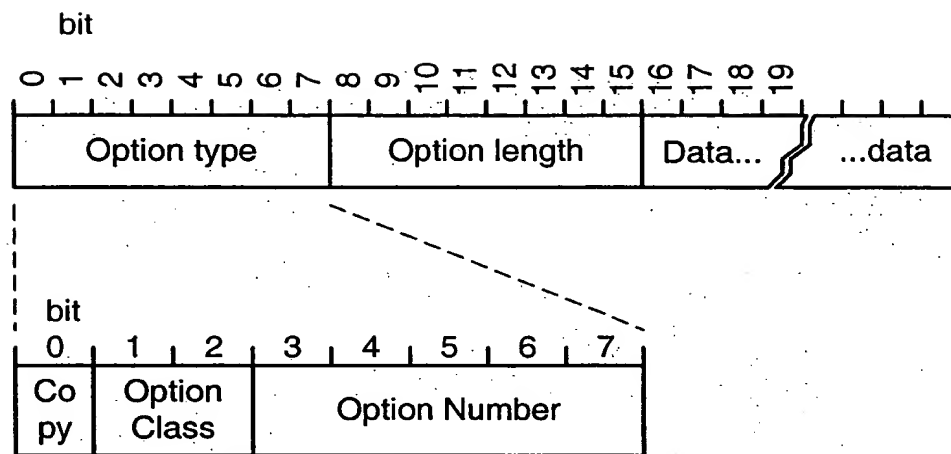 bit
0 1 2 3 4 5 6 7 8 9 10 11 12 13 14 15 16 17 18 19
Option type Option length Data... ...data
bit
0 1 2 3 4 5 6 7
Co
py
Option
Class
Option Number